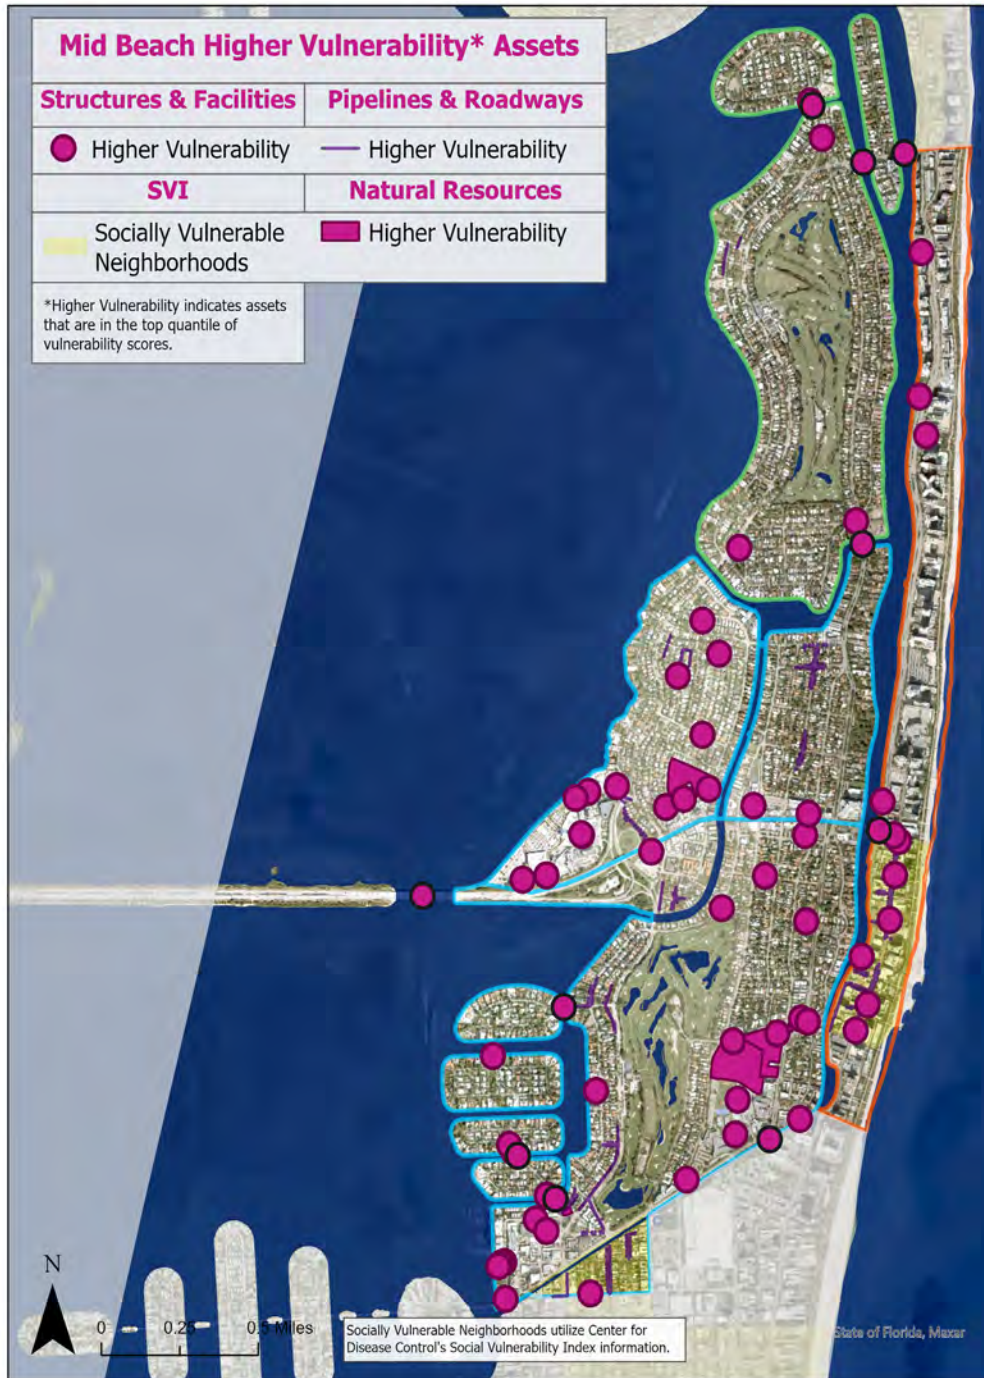 Mid Beach Higher Vulnerability* Assets
Structures & Facilities
Pipelines & Roadways
Higher Vulnerability
Higher Vulnerability
SVI
Natural Resources
Socially Vulnerable
Neighborhoods
Higher Vulnerability
*Higher Vulnerability indicates assets
that are in the top quantile of
vulnerability scores.
N
0 0.25 0.5 Miles
Socially Vulnerable Neighborhoods utilize Center for
Disease Control's Social Vulnerability Index information.
State of Florida, Maxar